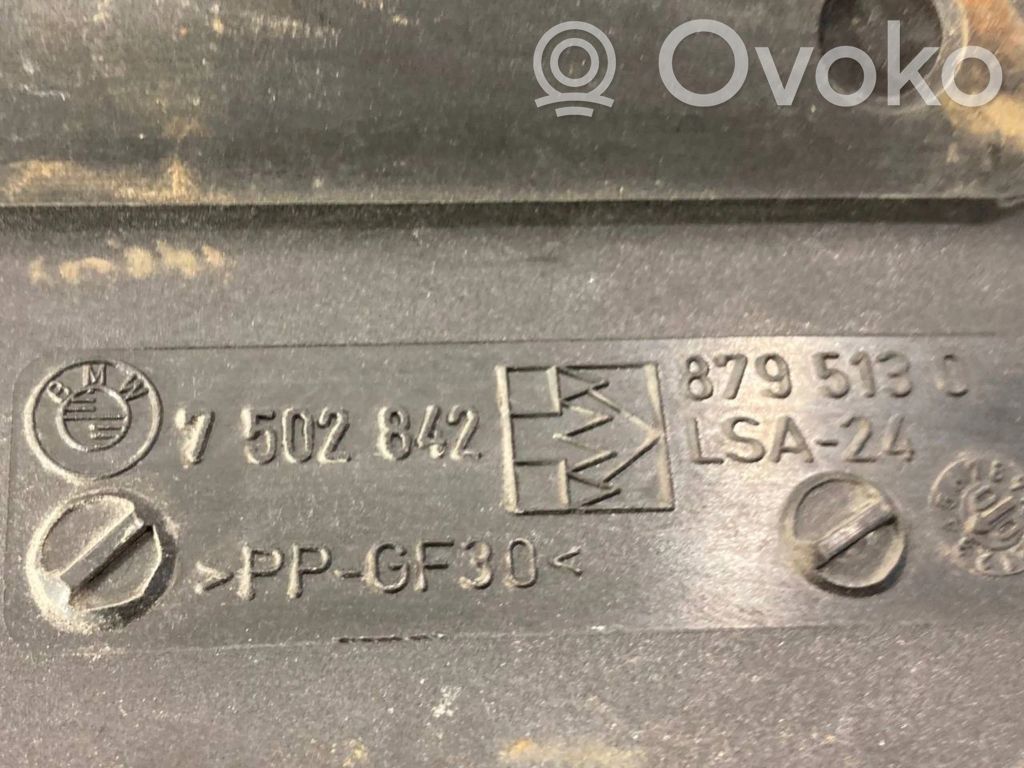 Ovoko
BMW
7 502 842
879 513 0
LSA-24
>PP-GF30<